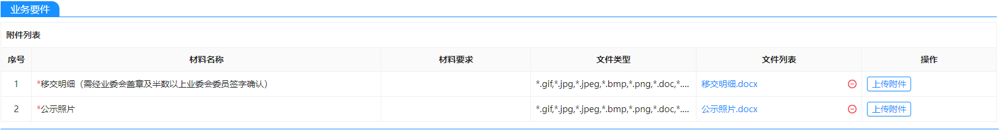 业务要件
附件列表
序号 材料名称 材料要求 文件类型 文件列表 操作
1 *移交明细（需经业委会盖章及半数以上业委会委员签字确认） *.gif,*.jpg,*.jpeg,*.bmp,*.png,*.doc,*.... 移交明细.docx 上传附件
2 *公示照片 *.gif,*.jpg,*.jpeg,*.bmp,*.png,*.doc,*.... 公示照片.docx 上传附件